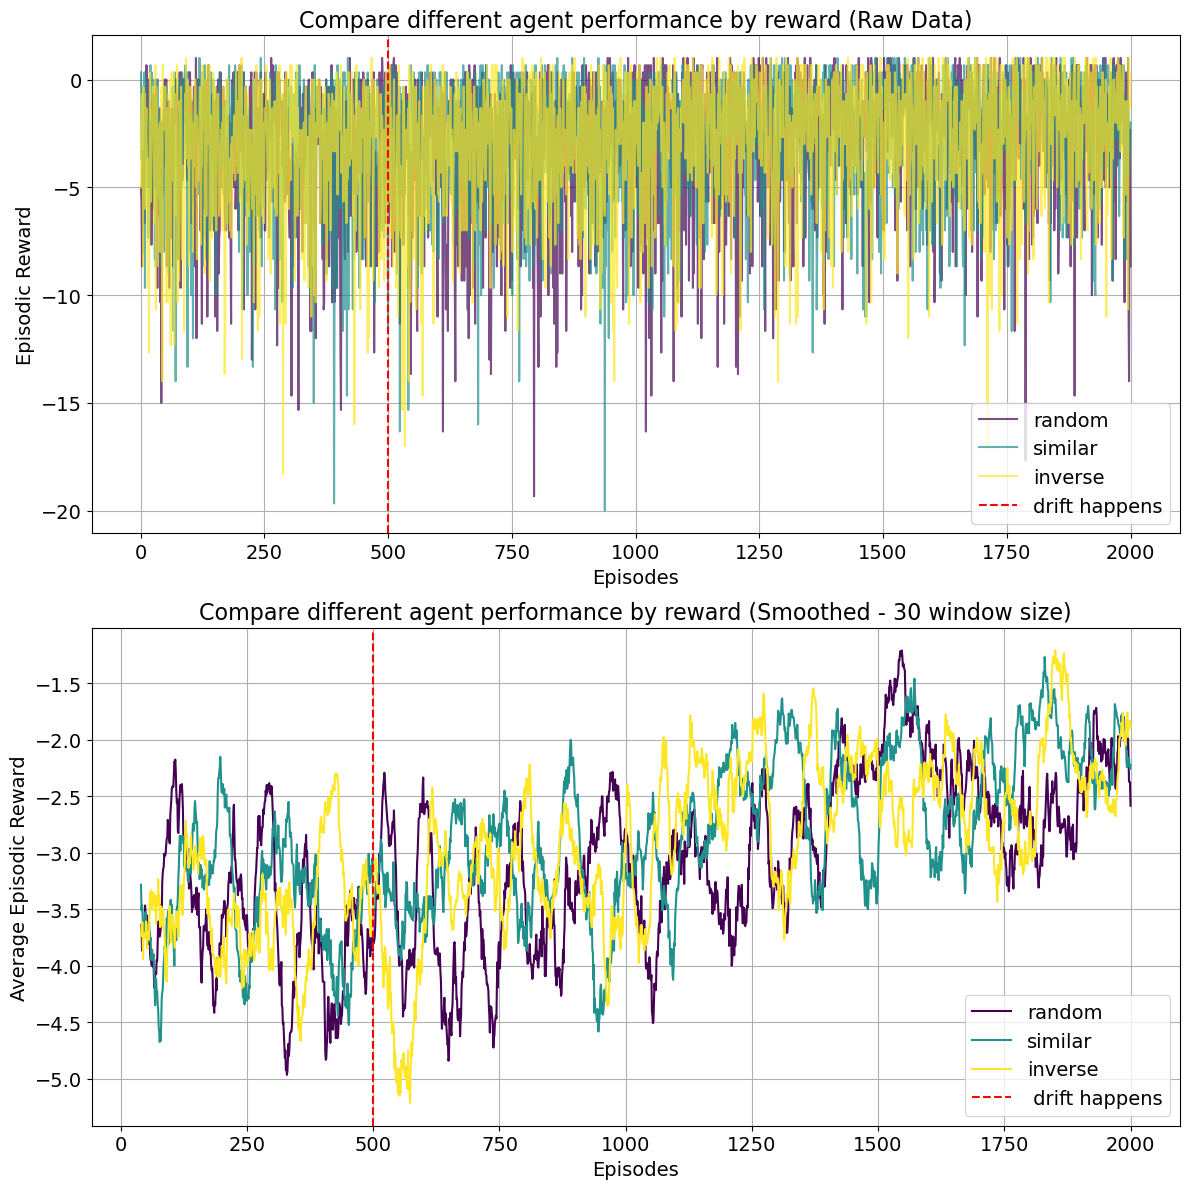 Compare different agent performance by reward (Raw Data)
Episodic Reward
0
−5
−10
−15
−20
random
similar
inverse
drift happens
0 250 500 750 1000 1250 1500 1750 2000
Episodes
Compare different agent performance by reward (Smoothed - 30 window size)
Average Episodic Reward
−1.5
−2.0
−2.5
−3.0
−3.5
−4.0
−4.5
−5.0
random
similar
inverse
drift happens
0 250 500 750 1000 1250 1500 1750 2000
Episodes